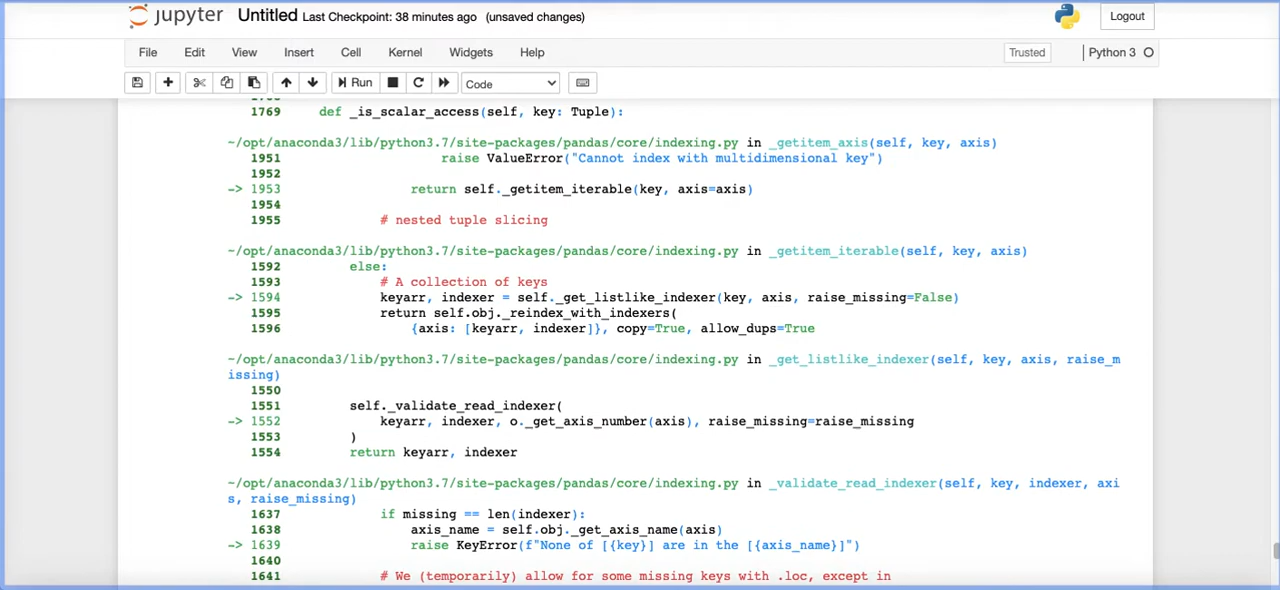 jupyter Untitled Last Checkpoint: 38 minutes ago (unsaved changes) Logout
File Edit View Insert Cell Kernel Widgets Help Trusted Python 3
Run Code
1769 def _is_scalar_access(self, key: Tuple):
~/opt/anaconda3/lib/python3.7/site-packages/pandas/core/indexing.py in _getitem_axis(self, key, axis)
1951 raise ValueError("Cannot index with multidimensional key")
1952
-> 1953 return self._getitem_iterable(key, axis=axis)
1954
1955 # nested tuple slicing
~/opt/anaconda3/lib/python3.7/site-packages/pandas/core/indexing.py in _getitem_iterable(self, key, axis)
1592 else:
1593 # A collection of keys
-> 1594 keyarr, indexer = self._get_listlike_indexer(key, axis, raise_missing=False)
1595 return self.obj._reindex_with_indexers(
1596 {axis: [keyarr, indexer]}, copy=True, allow_dups=True
~/opt/anaconda3/lib/python3.7/site-packages/pandas/core/indexing.py in _get_listlike_indexer(self, key, axis, raise_m
issing)
1550
1551 self._validate_read_indexer(
-> 1552 keyarr, indexer, o._get_axis_number(axis), raise_missing=raise_missing
1553 )
1554 return keyarr, indexer
~/opt/anaconda3/lib/python3.7/site-packages/pandas/core/indexing.py in _validate_read_indexer(self, key, indexer, axi
s, raise_missing)
1637 if missing == len(indexer):
1638 axis_name = self.obj._get_axis_name(axis)
-> 1639 raise KeyError(f"None of [{key}] are in the [{axis_name}]")
1640
1641 # We (temporarily) allow for some missing keys with .loc, except in